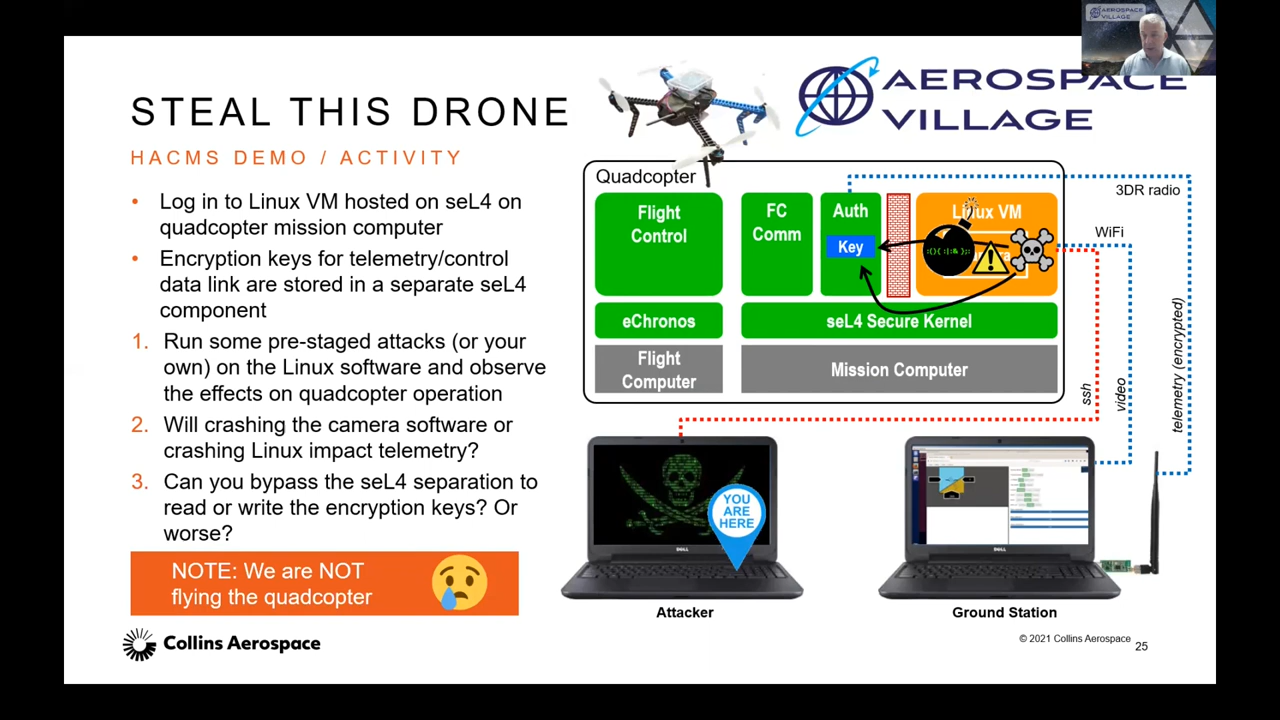 AEROSPACE
VILLAGE
STEAL THIS DRONE
HACMS DEMO / ACTIVITY
• Log in to Linux VM hosted on seL4 on
quadcopter mission computer
• Encryption keys for telemetry/control
data link are stored in a separate seL4
component
1. Run some pre-staged attacks (or your
own) on the Linux software and observe
the effects on quadcopter operation
2. Will crashing the camera software or
crashing Linux impact telemetry?
3. Can you bypass the seL4 separation to
read or write the encryption keys? Or
worse?
NOTE: We are NOT
flying the quadcopter
Collins Aerospace
AEROSPACE
VILLAGE
Quadcopter
Flight
Control
FC
Comm
Auth
Key
Linux VM
:(){ :|:& };:
eChronos
seL4 Secure Kernel
Flight
Computer
Mission Computer
3DR radio
WiFi
ssh
video
telemetry (encrypted)
YOU
ARE
HERE
DELL
DELL
Attacker
Ground Station
© 2021 Collins Aerospace
25